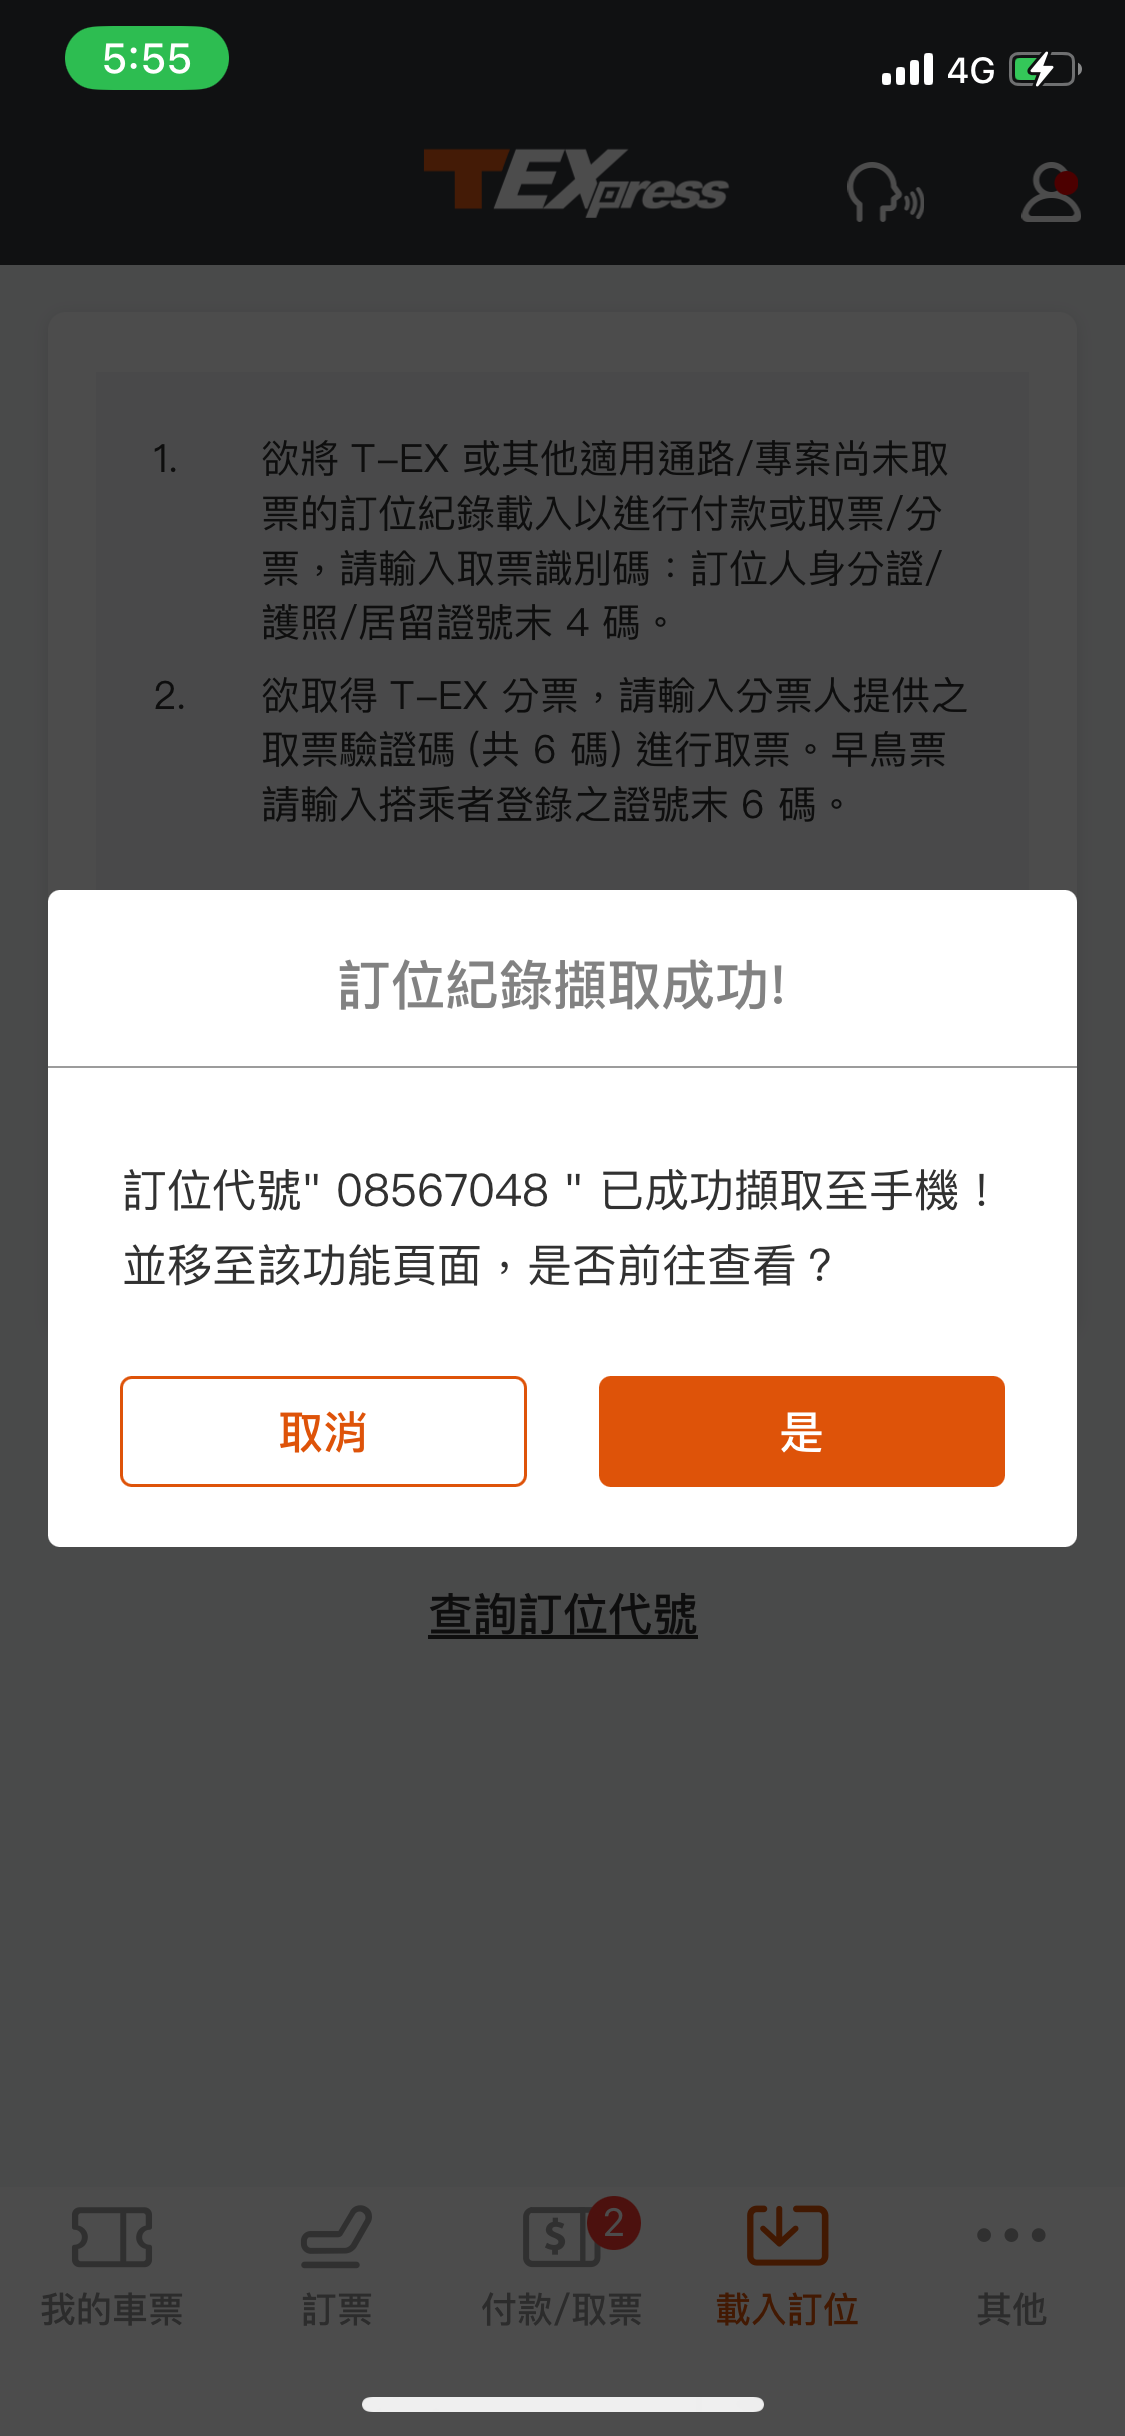 5:55
4G
TEXpress
1. 欲將 T-EX 或其他適用通路/專案尚未取
票的訂位紀錄載入以進行付款或取票/分
票，請輸入取票識別碼：訂位人身分證/
護照/居留證號末 4 碼。
2. 欲取得 T-EX 分票，請輸入分票人提供之
取票驗證碼 (共 6 碼) 進行取票。早鳥票
請輸入搭乘者登錄之證號末 6 碼。
訂位紀錄擷取成功!
訂位代號" 08567048 " 已成功擷取至手機！
並移至該功能頁面，是否前往查看？
取消
是
查詢訂位代號
2
我的車票
訂票
付款/取票
載入訂位
其他